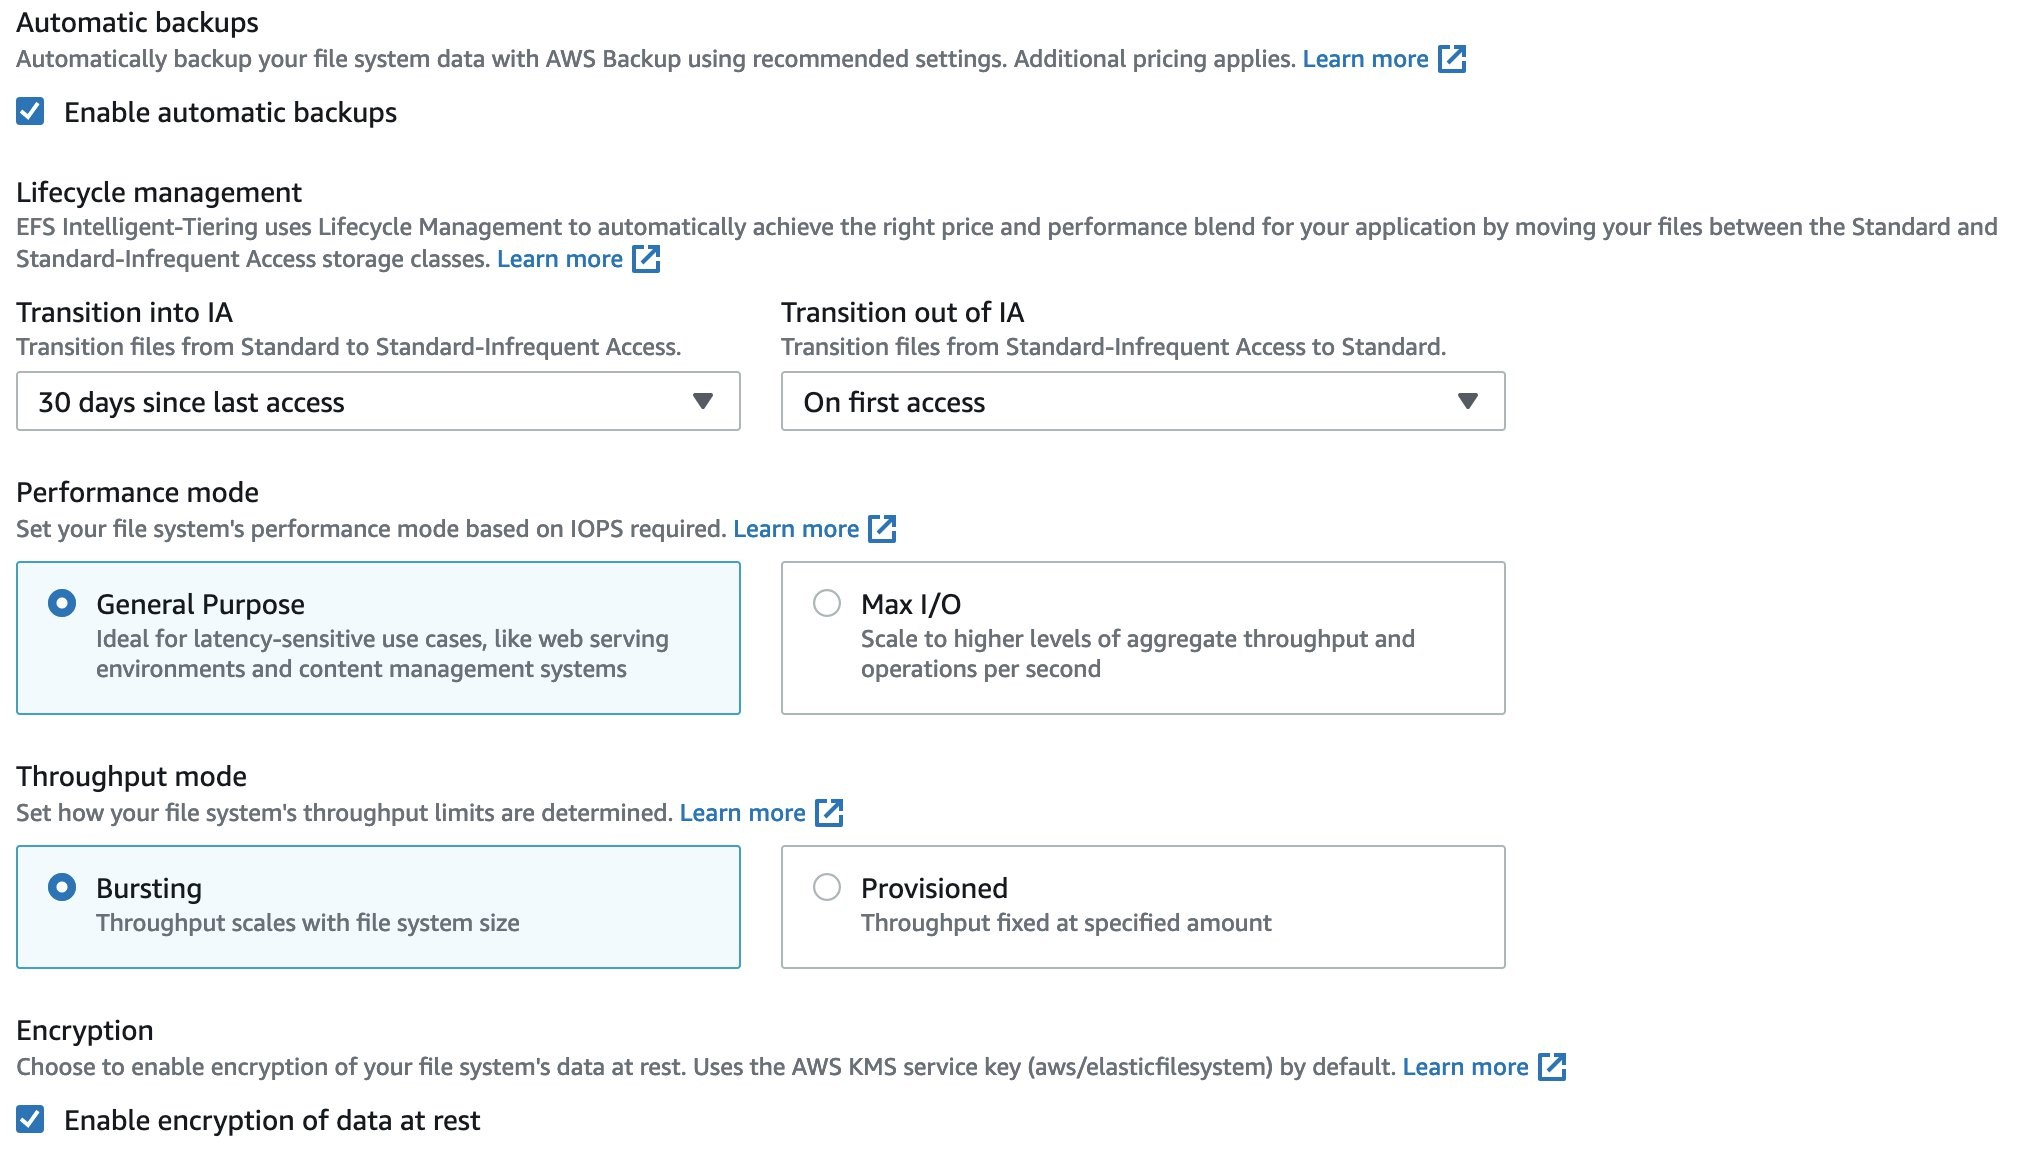 Automatic backups
Automatically backup your file system data with AWS Backup using recommended settings. Additional pricing applies. Learn more
Enable automatic backups
Lifecycle management
EFS Intelligent-Tiering uses Lifecycle Management to automatically achieve the right price and performance blend for your application by moving your files between the Standard and
Standard-Infrequent Access storage classes. Learn more
Transition into IA
Transition files from Standard to Standard-Infrequent Access.
30 days since last access
Transition out of IA
Transition files from Standard-Infrequent Access to Standard.
On first access
Performance mode
Set your file system's performance mode based on IOPS required. Learn more
General Purpose
Ideal for latency-sensitive use cases, like web serving
environments and content management systems
Max I/O
Scale to higher levels of aggregate throughput and
operations per second
Throughput mode
Set how your file system's throughput limits are determined. Learn more
Bursting
Throughput scales with file system size
Provisioned
Throughput fixed at specified amount
Encryption
Choose to enable encryption of your file system's data at rest. Uses the AWS KMS service key (aws/elasticfilesystem) by default. Learn more
Enable encryption of data at rest